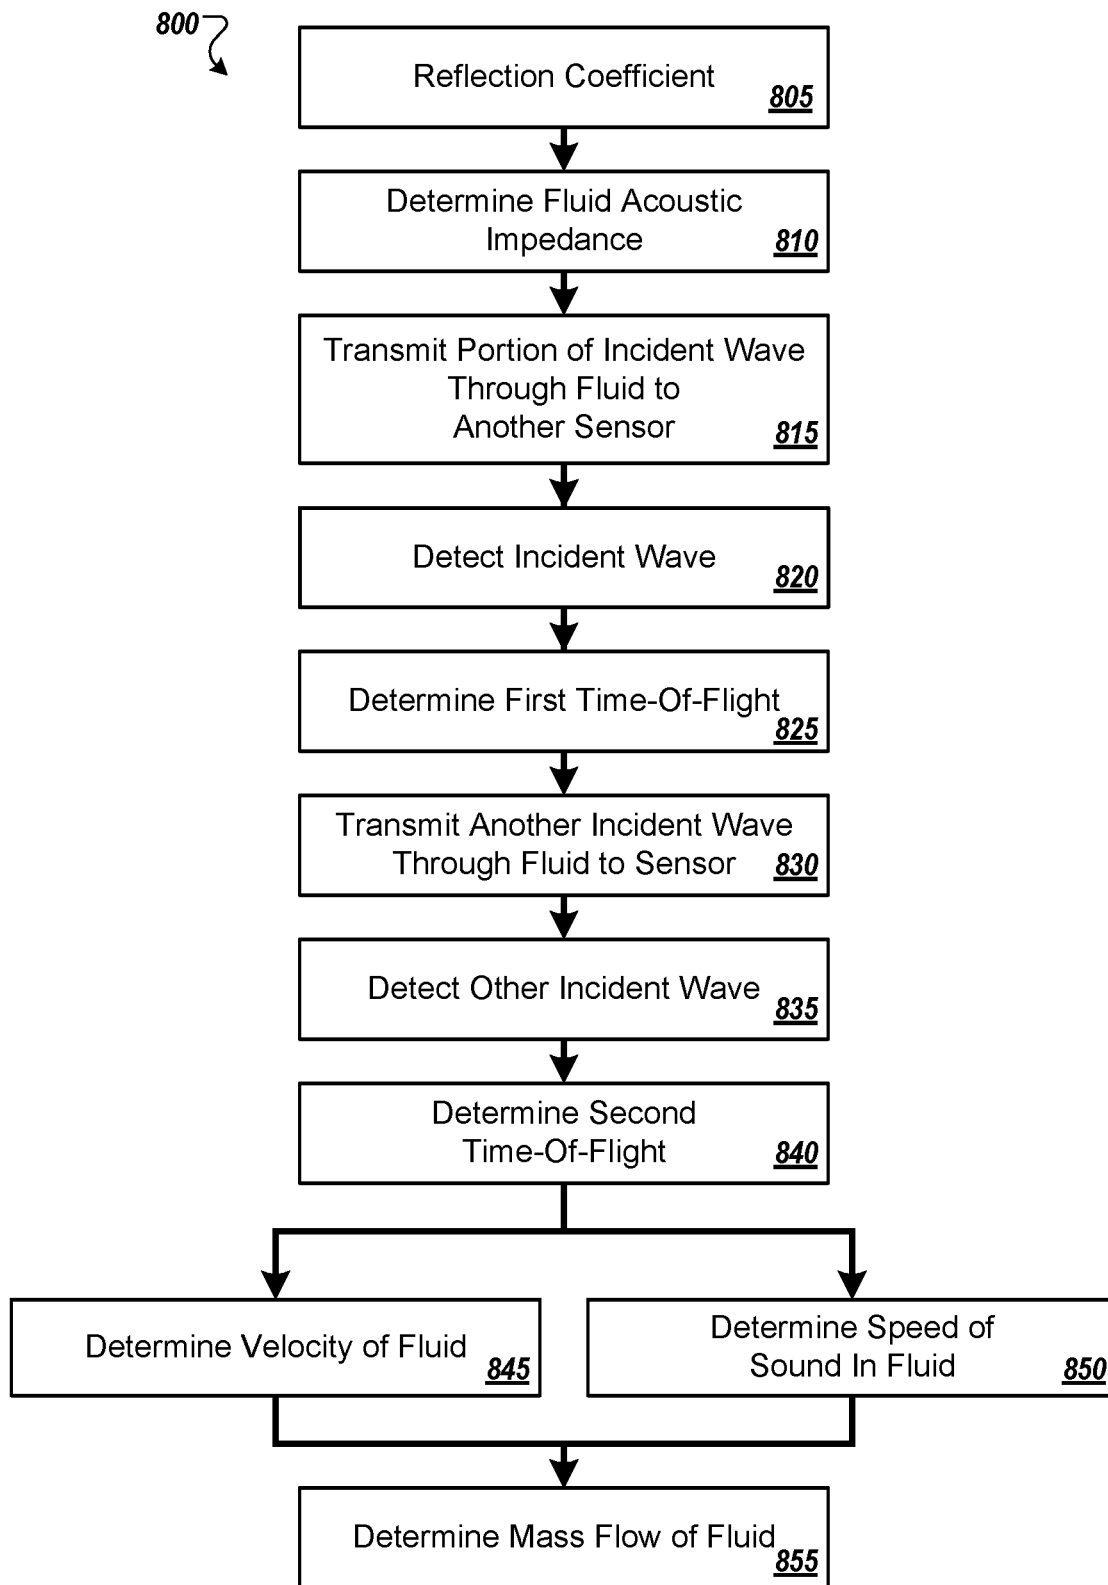 800
Reflection Coefficient
805
Determine Fluid Acoustic
Impedance
810
Transmit Portion of Incident Wave
Through Fluid to
Another Sensor
815
Detect Incident Wave
820
Determine First Time-Of-Flight
825
Transmit Another Incident Wave
Through Fluid to Sensor
830
Detect Other Incident Wave
835
Determine Second
Time-Of-Flight
840
Determine Velocity of Fluid
845
Determine Speed of
Sound In Fluid
850
Determine Mass Flow of Fluid
855